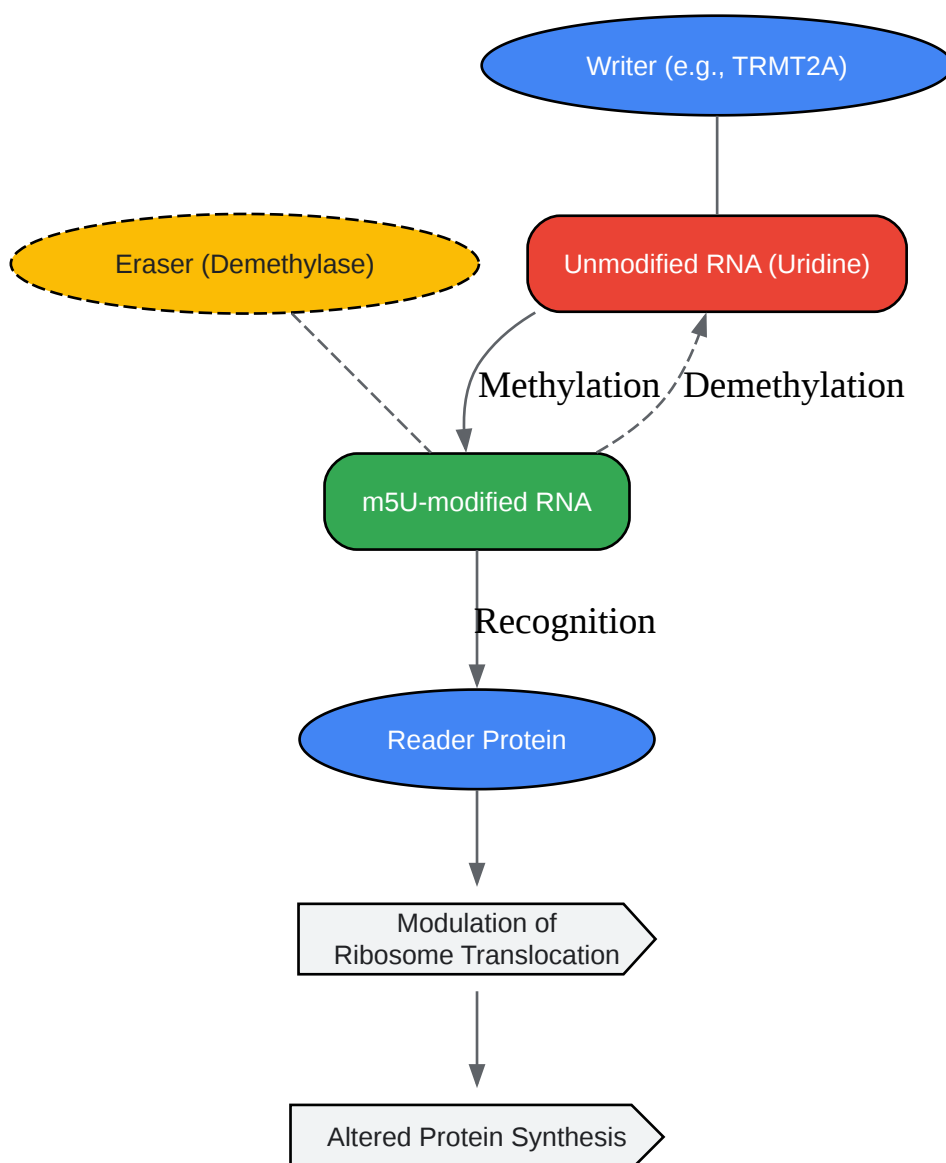 Writer (e.g., TRMT2A)
Eraser (Demethylase)
Unmodified RNA (Uridine)
Methylation
Demethylation
m5U-modified RNA
Recognition
Reader Protein
Modulation of
Ribosome Translocation
Altered Protein Synthesis